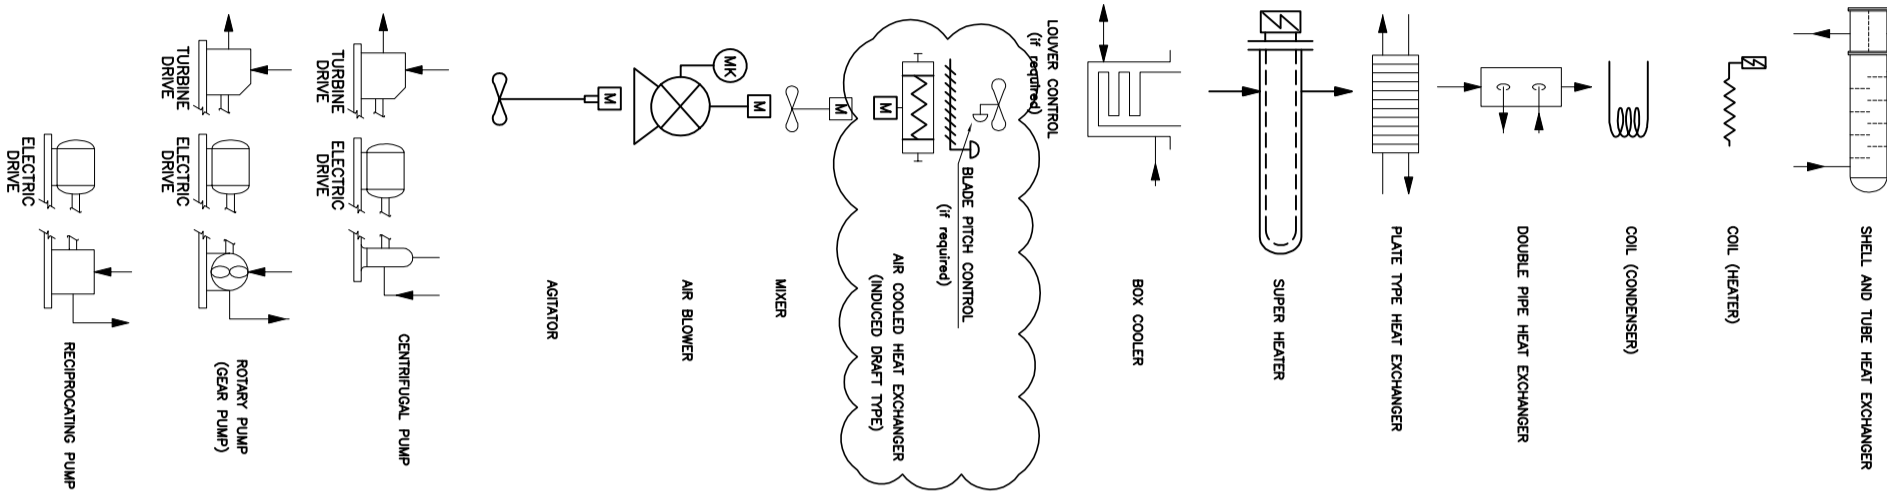 SHELL AND TUBE HEAT EXCHANGER
COIL (HEATER)
COIL (CONDENSER)
DOUBLE PIPE HEAT EXCHANGER
PLATE TYPE HEAT EXCHANGER
SUPER HEATER
BOX COOLER
LOUVER CONTROL
(if required)
BLADE PITCH CONTROL
(if required)
M
AIR COOLED HEAT EXCHANGER
(INDUCED DRAFT TYPE)
M
MIXER
M
MK
AIR BLOWER
M
AGITATOR
TURBINE
DRIVE
ELECTRIC
DRIVE
CENTRIFUGAL PUMP
TURBINE
DRIVE
ELECTRIC
DRIVE
ROTARY PUMP
(GEAR PUMP)
ELECTRIC
DRIVE
RECIPROCATING PUMP